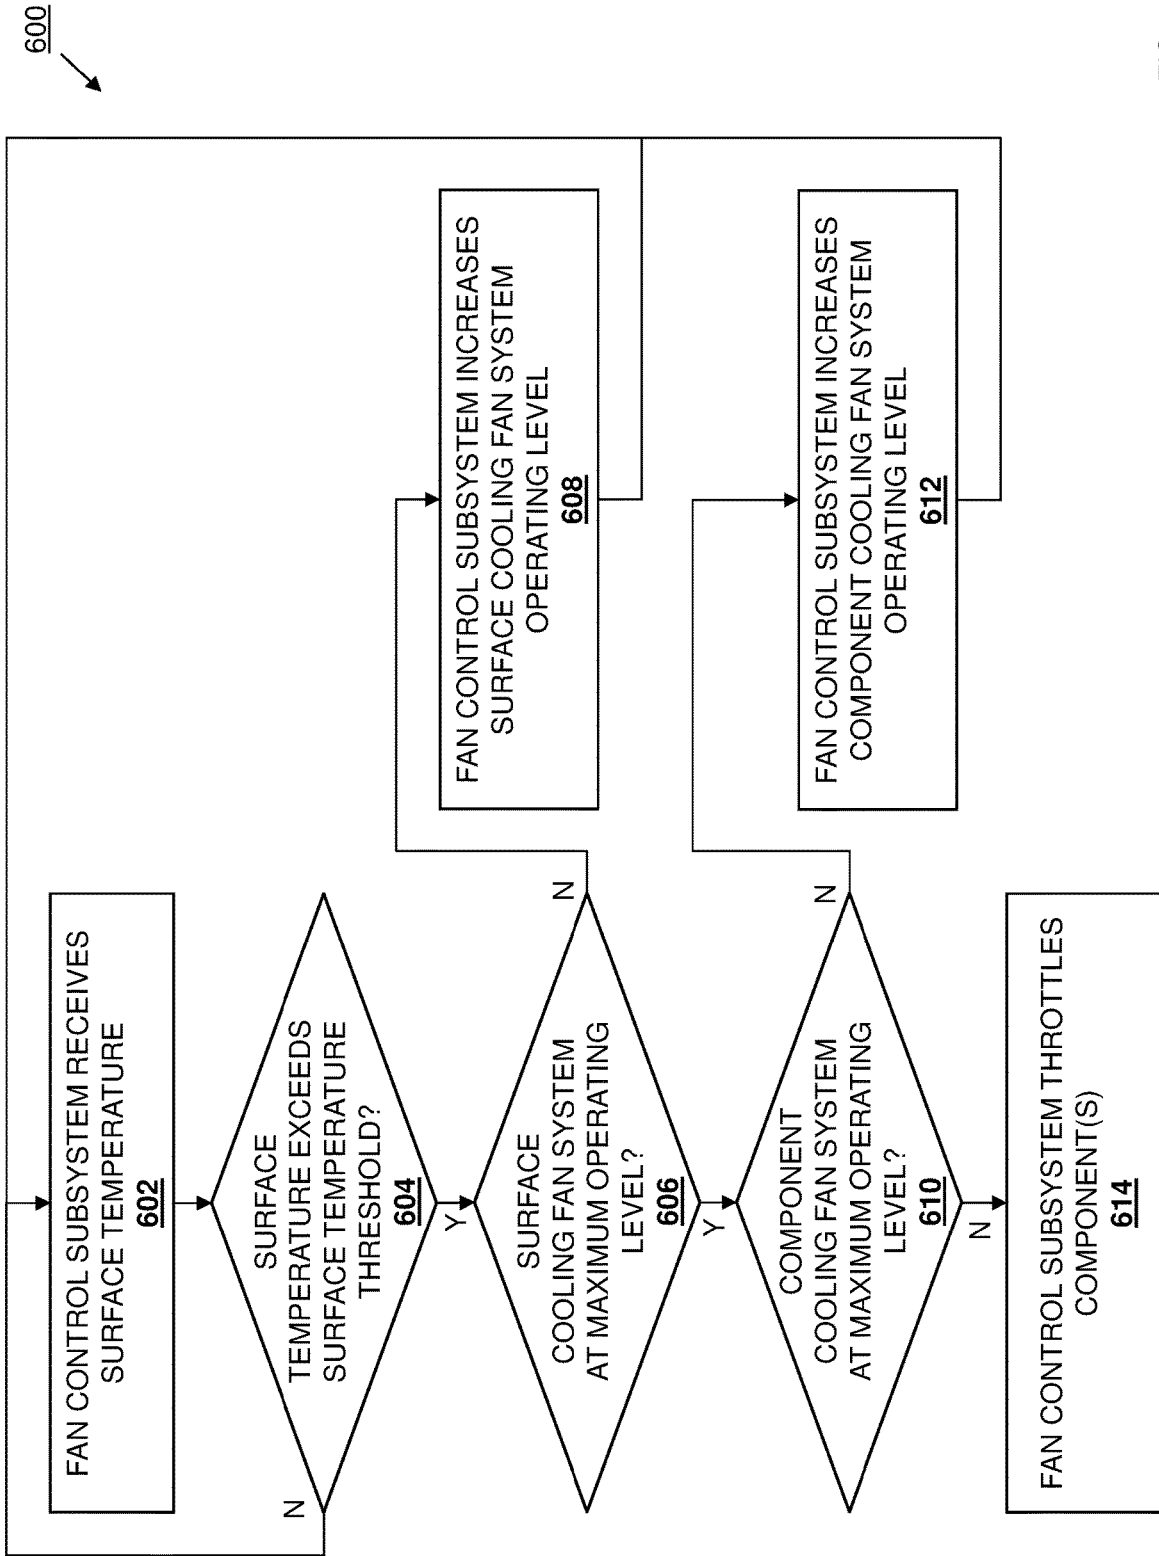 600
FAN CONTROL SUBSYSTEM RECEIVES
SURFACE TEMPERATURE
602
N
SURFACE
TEMPERATURE EXCEEDS
SURFACE TEMPERATURE
THRESHOLD?
604
Y
SURFACE
COOLING FAN SYSTEM
AT MAXIMUM OPERATING
LEVEL?
606
N
Y
FAN CONTROL SUBSYSTEM INCREASES
SURFACE COOLING FAN SYSTEM
OPERATING LEVEL
608
COMPONENT
COOLING FAN SYSTEM
AT MAXIMUM OPERATING
LEVEL?
610
N
N
FAN CONTROL SUBSYSTEM INCREASES
COMPONENT COOLING FAN SYSTEM
OPERATING LEVEL
612
FAN CONTROL SUBSYSTEM THROTTLES
COMPONENT(S)
614